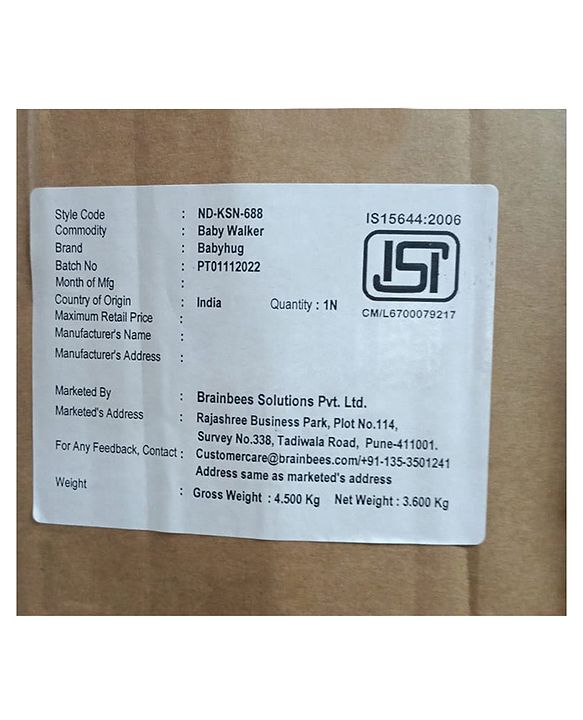 Style Code : ND-KSN-688
Commodity : Baby Walker
Brand : Babyhug
Batch No : PT01112022
Month of Mfg :
Country of Origin : India Quantity : 1N
Maximum Retail Price :
Manufacturer's Name :
Manufacturer's Address :
IS15644:2006
ISI
CM/L6700079217
Marketed By : Brainbees Solutions Pvt. Ltd.
Marketed's Address : Rajashree Business Park, Plot No.114,
Survey No.338, Tadiwala Road, Pune-411001.
For Any Feedback, Contact : Customercare@brainbees.com/+91-135-3501241
Address same as marketed's address
Weight : Gross Weight : 4.500 Kg Net Weight : 3.600 Kg